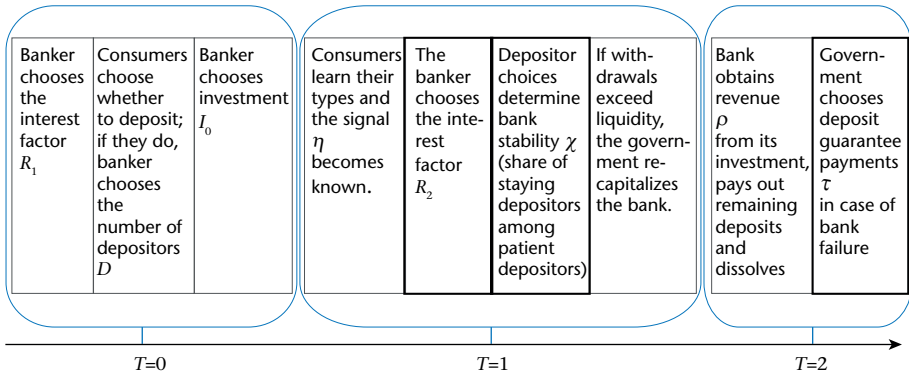 Banker
chooses
the
interest
factor
R₁
Consumers
choose
whether
to deposit;
if they do,
banker
chooses
the
number of
depositors
D
Banker
chooses
investment
I₀
Consumers
learn their
types and
the signal
η
becomes
known.
The
banker
chooses
the inte-
rest
factor
R₂
Depositor
choices
determine
bank
stability χ
(share of
staying
depositors
among
patient
depositors)
If with-
drawals
exceed
liquidity,
the govern-
ment re-
capitalizes
the bank.
Bank
obtains
revenue
ρ
from its
investment,
pays out
remaining
deposits
and
dissolves
Govern-
ment
chooses
deposit
guarantee
payments
τ
in case of
bank
failure
T=0
T=1
T=2